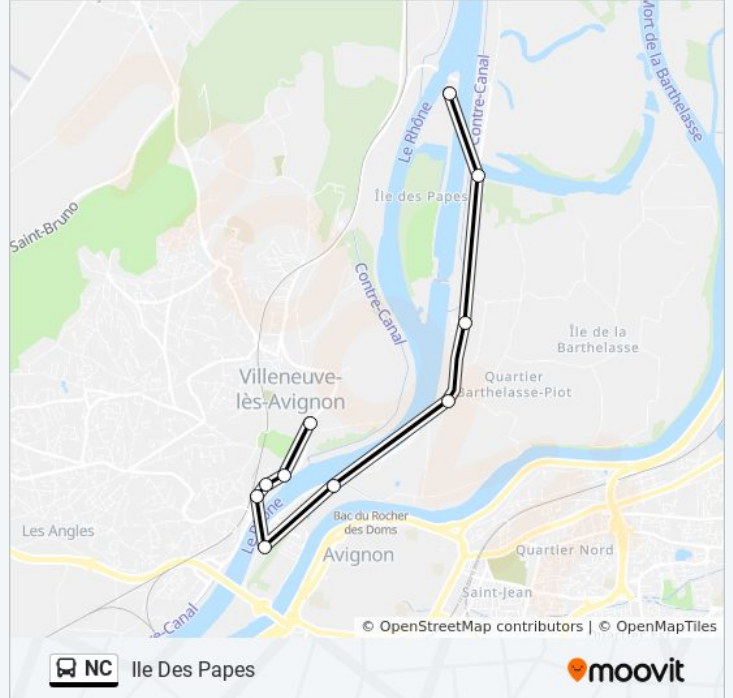 Mort de la Barthelasse
Le Rhône
Contre-Canal
Île des Papes
Saint-Bruno
Contre-Canal
Île de la
Barthelasse
Villeneuve-
lès-Avignon
Quartier
Barthelasse-Piot
Le Rhône
Les Angles
Bac du Rocher
des Doms
Avignon
Quartier Nord
Saint-Jean
e-Canal
© OpenStreetMap contributors | © OpenMapTiles
NC Ile Des Papes
moovit